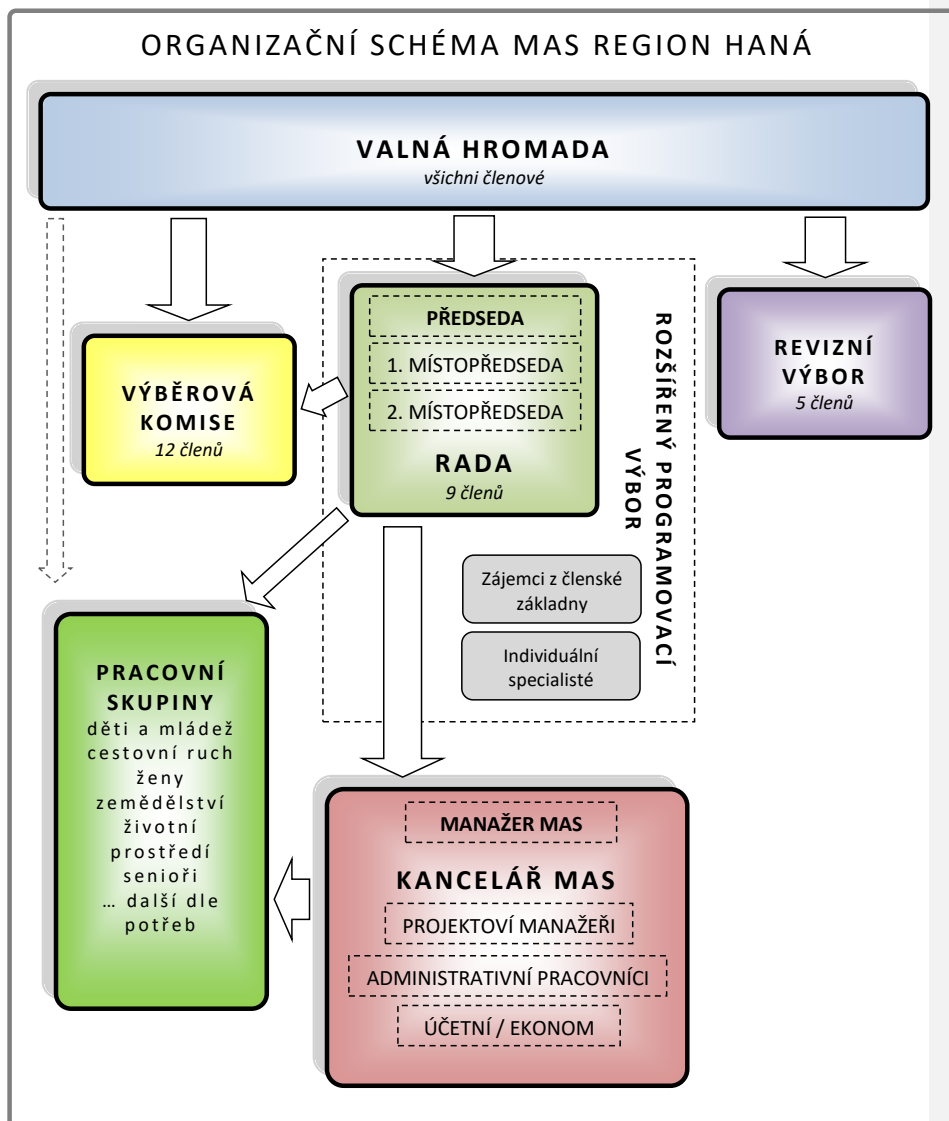 ORGANIZAČNÍ SCHÉMA MAS REGION HANÁ
VALNÁ HROMADA
všichni členové
VÝBĚROVÁ
KOMISE
12 členů
PŘEDSEDA
1. MÍSTOPŘEDSEDA
2. MÍSTOPŘEDSEDA
RADA
9 členů
ROZŠÍŘENÝ PROGRAMOVACÍ
VÝBOR
REVIZNÍ
VÝBOR
5 členů
Zájemci z členské
základny
Individuální
specialisté
PRACOVNÍ
SKUPINY
děti a mládež
cestovní ruch
ženy
zemědělství
životní
prostředí
senioři
… další dle
potřeb
MANAŽER MAS
KANCELÁŘ MAS
PROJEKTOVÍ MANAŽEŘI
ADMINISTRATIVNÍ PRACOVNÍCI
ÚČETNÍ / EKONOM